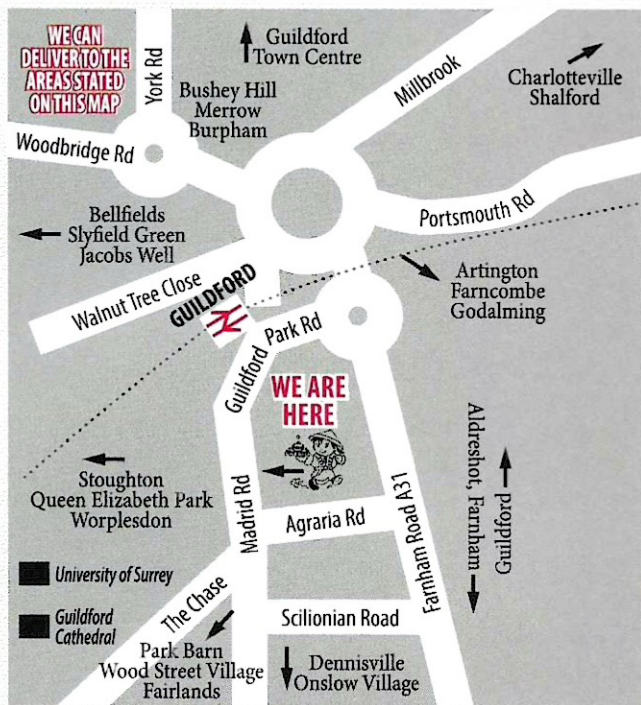 WE CAN
DELIVER TO THE
AREAS STATED
ON THIS MAP
York Rd
Guildford
Town Centre
Bushey Hill
Merrow
Burpham
Millbrook
Charlotteville
Shalford
Woodbridge Rd
Portsmouth Rd
Bellfields
Slyfield Green
Jacobs Well
Walnut Tree Close
GUILDFORD
Artington
Farncombe
Godalming
Guildford Park Rd
WE ARE
HERE
Aldreshot, Farnham
Guildford
Stoughton
Queen Elizabeth Park
Worplesdon
Madrid Rd
Agraria Rd
Farnham Road A31
University of Surrey
Guildford
Cathedral
The Chase
Scilionian Road
Park Barn
Wood Street Village
Fairlands
Dennisville
Onslow Village